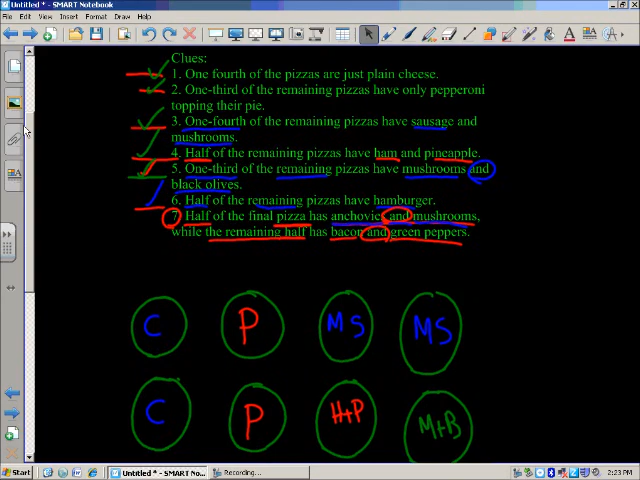 Untitled * - SMART Notebook
File Edit View Insert Format Draw Help
Clues:
1. One fourth of the pizzas are just plain cheese.
2. One-third of the remaining pizzas have only pepperoni
topping their pie.
3. One-fourth of the remaining pizzas have sausage and
mushrooms.
4. Half of the remaining pizzas have ham and pineapple.
5. One-third of the remaining pizzas have mushrooms and
black olives.
6. Half of the remaining pizzas have hamburger.
7. Half of the final pizza has anchovies and mushrooms,
while the remaining half has bacon and green peppers.
C P MS MS
C P H+P M+B
Start Untitled * - SMART No... Recording... 2:23 PM